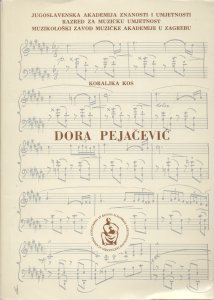 JUGOSLAVENSKA AKADEMIJA ZNANOSTI I UMJETNOSTI
RAZRED ZA MUZIČKU UMJETNOST
MUZIKOLOŠKI ZAVOD MUZIČKE AKADEMIJE U ZAGREBU
KORALJKA KOS
DORA PEJAČEVIĆ